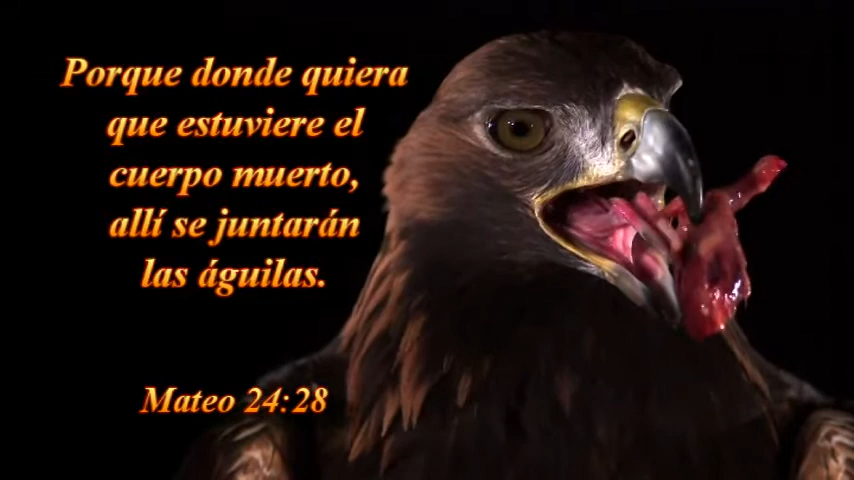 Porque donde quiera
que estuviere el
cuerpo muerto,
allí se juntarán
las águilas.
Mateo 24:28